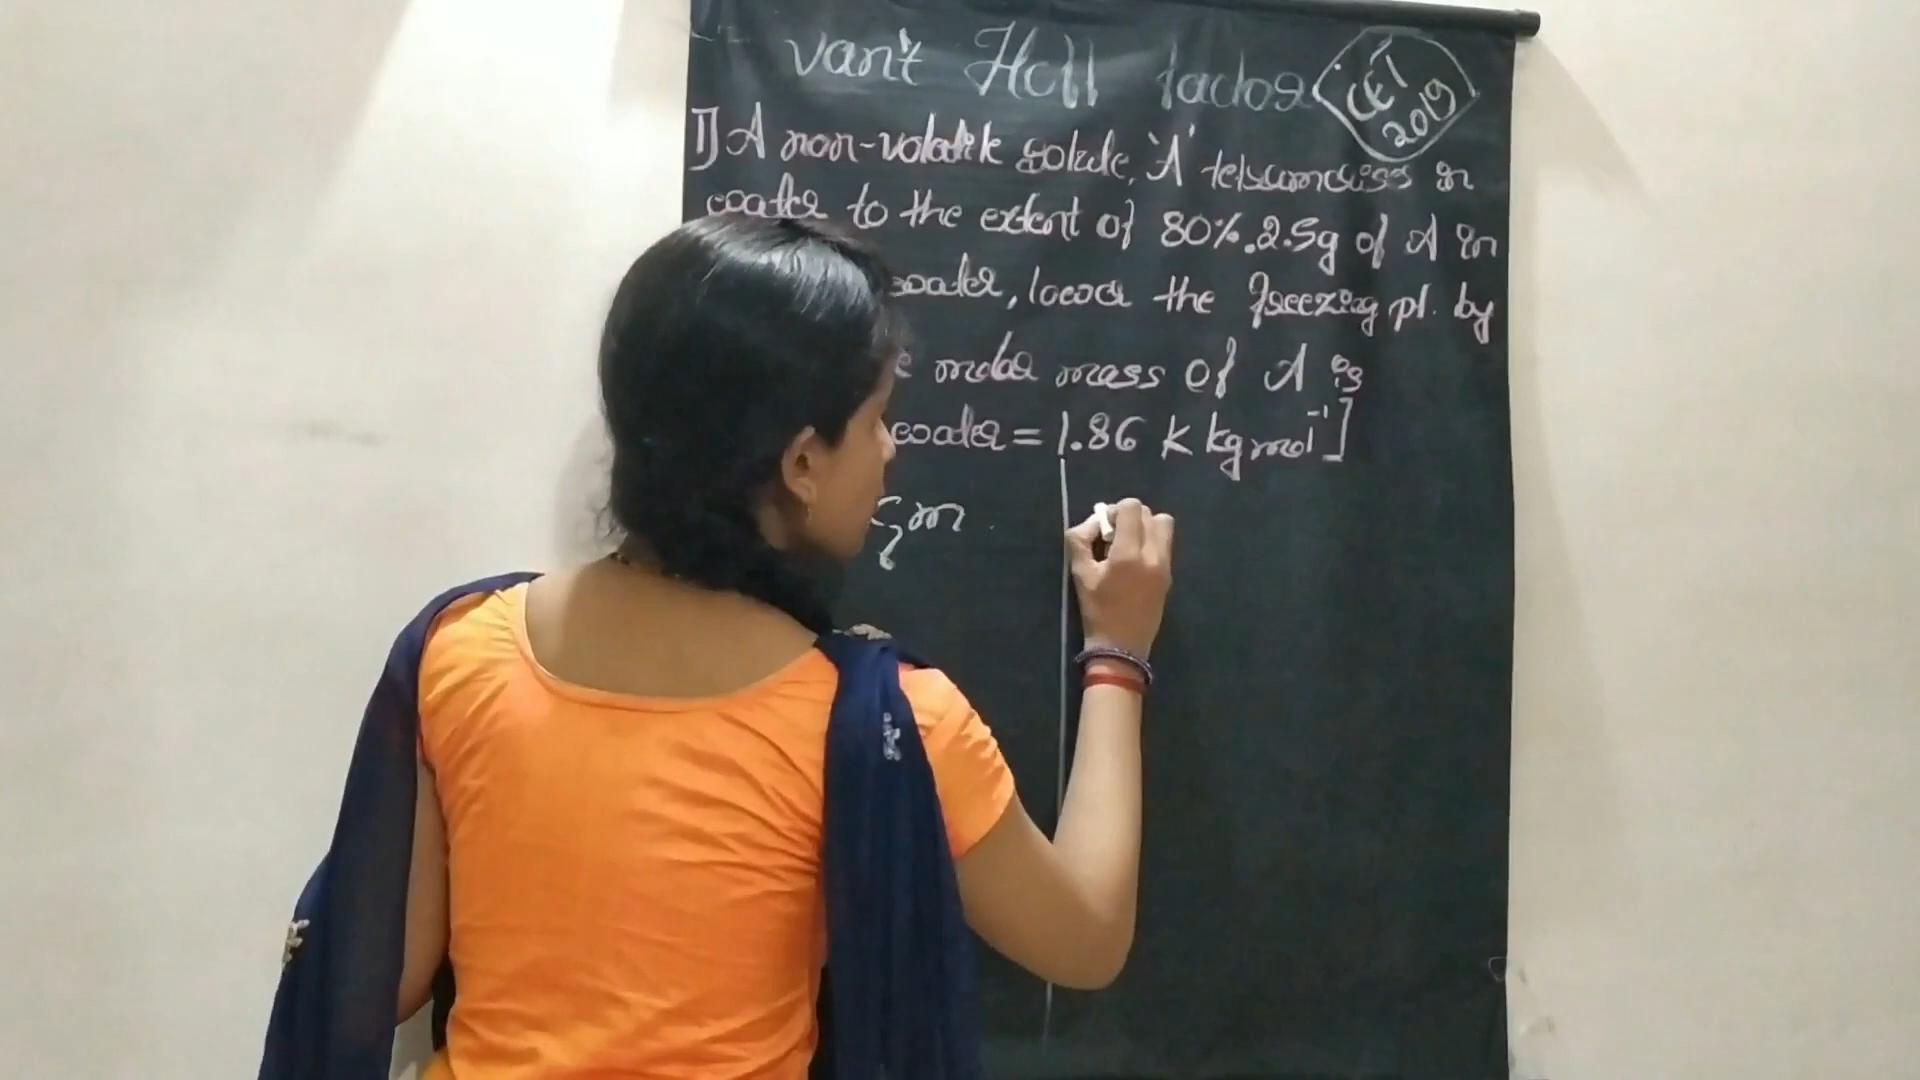 van't Hoff factor
CET 2019
1] A non-volatile solute, 'A' tetramerises in
water to the extent of 80%. 2.5g of A in
water, lower the freezing pt. by
molar mass of A is
water = 1.86 K kg mol⁻¹]
m